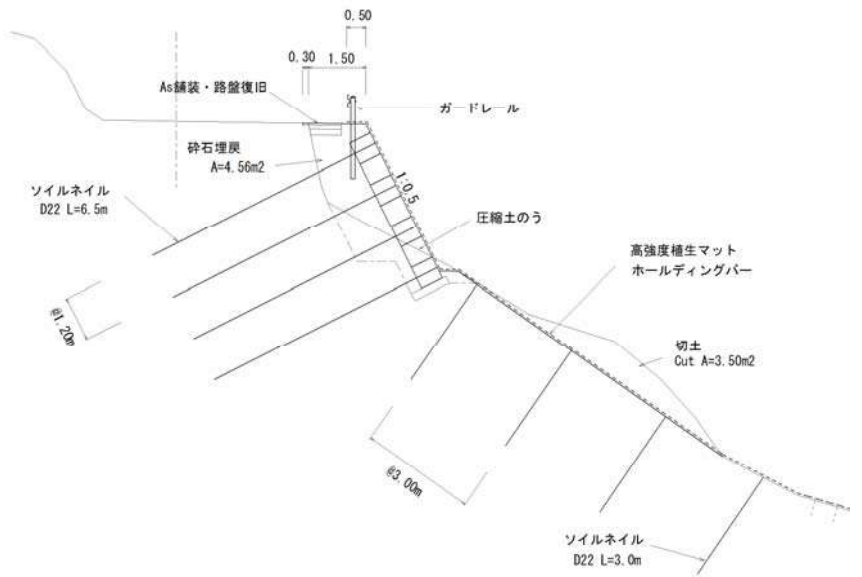 0.50
0.30 1.50
As舗装・路盤復旧
ガードレール
砕石埋戻
A=4.56m2
ソイルネイル
D22 L=6.5m
1:0.5
圧縮土のう
高強度植生マット
ホールディングバー
@1.20m
切土
Cut A=3.50m2
@3.00m
ソイルネイル
D22 L=3.0m